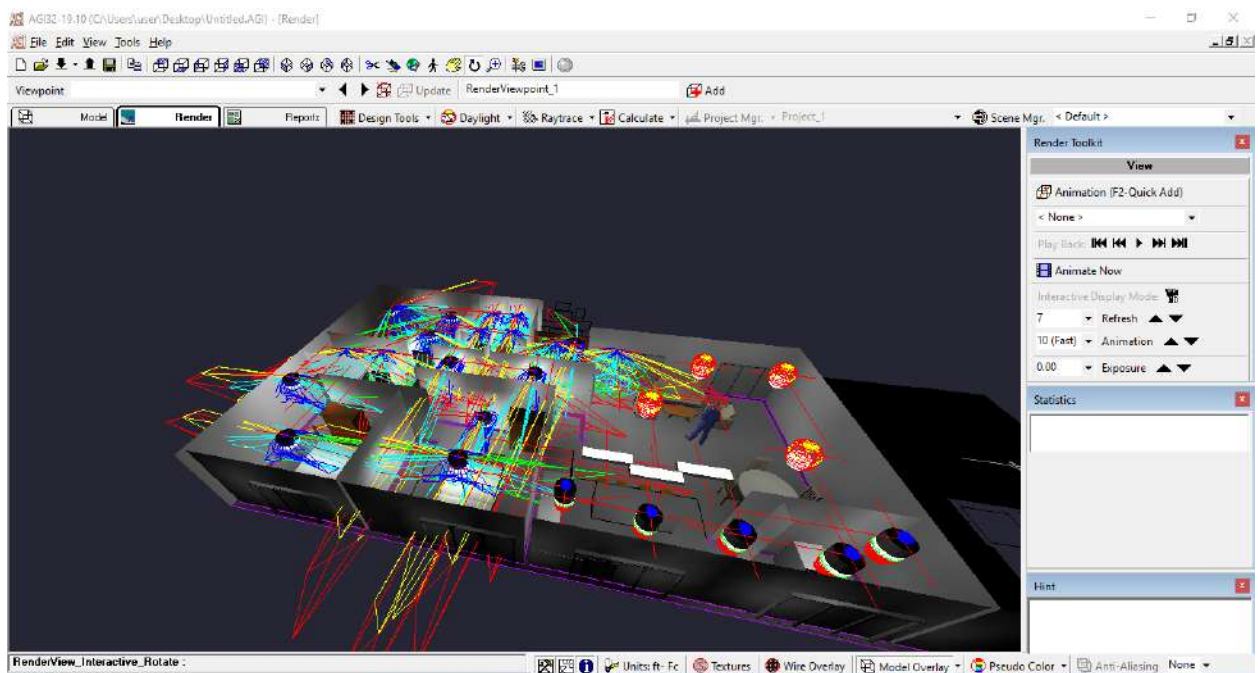 AGI32-19.10 (C:\Users\user\Desktop\Untitled.AGI) - [Render]
File Edit View Tools Help
Viewpoint Update RenderViewpoint_1 Add
Model Render Reports Design Tools Daylight Raytrace Calculate Project Mgr. Project_1 Scene Mgr. < Default >
Render Toolkit
View
Animation (F2-Quick Add)
< None >
Play Back:
Animate Now
Interactive Display Mode:
7 Refresh
10 (Fast) Animation
0.00 Exposure
Statistics
Hint
RenderView_Interactive_Rotate : Units: ft- Fc Textures Wire Overlay Model Overlay Pseudo Color Anti-Aliasing None